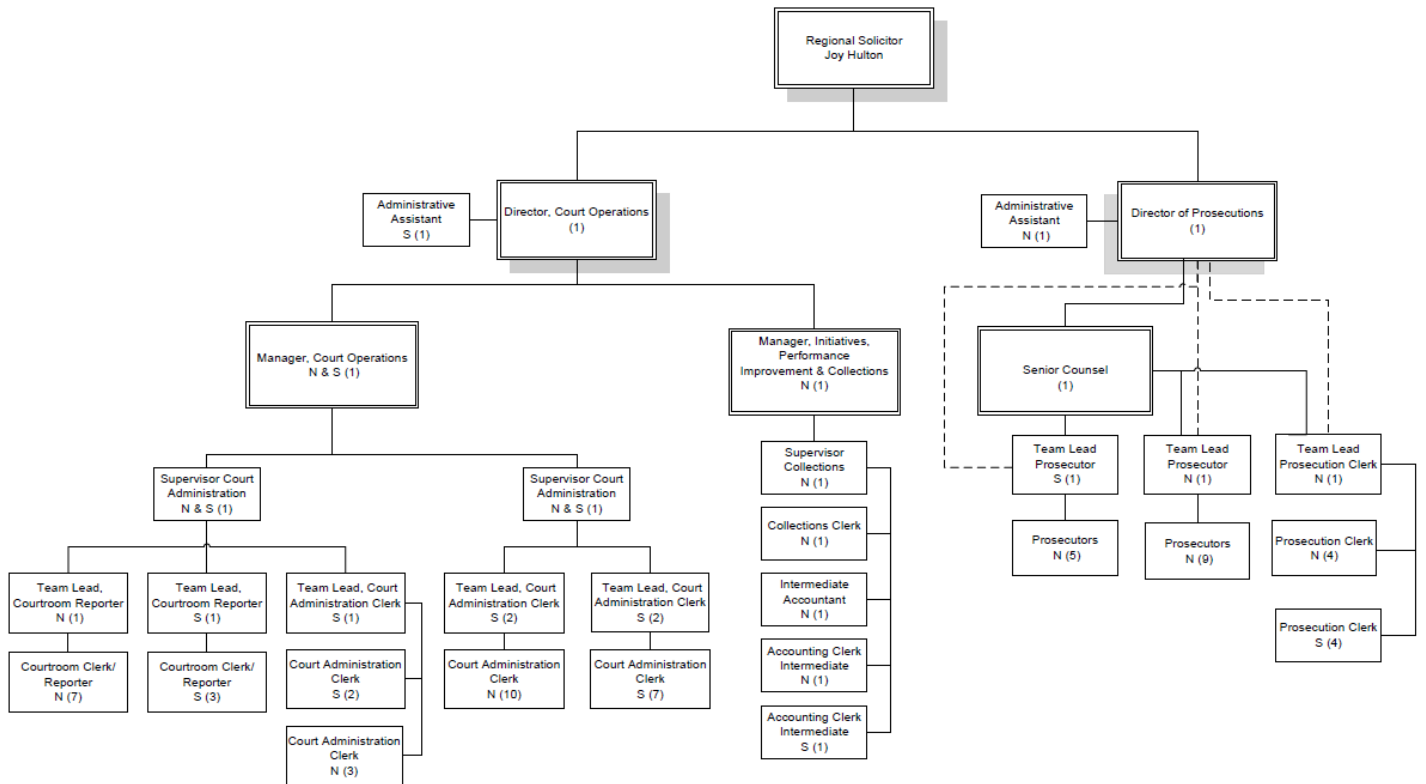 Regional Solicitor
Joy Hulton
Administrative
Assistant
S (1)
Director, Court Operations
(1)
Administrative
Assistant
N (1)
Director of Prosecutions
(1)
Manager, Court Operations
N & S (1)
Manager, Initiatives,
Performance
Improvement & Collections
N (1)
Senior Counsel
(1)
Supervisor Court
Administration
N & S (1)
Supervisor Court
Administration
N & S (1)
Supervisor
Collections
N (1)
Team Lead
Prosecutor
S (1)
Team Lead
Prosecutor
N (1)
Team Lead
Prosecution Clerk
N (1)
Collections Clerk
N (1)
Prosecutors
N (5)
Prosecutors
N (9)
Prosecution Clerk
N (4)
Team Lead,
Courtroom Reporter
N (1)
Team Lead,
Courtroom Reporter
S (1)
Team Lead, Court
Administration Clerk
S (1)
Team Lead, Court
Administration Clerk
S (2)
Team Lead, Court
Administration Clerk
S (2)
Intermediate
Accountant
N (1)
Prosecution Clerk
S (4)
Courtroom Clerk/
Reporter
N (7)
Courtroom Clerk/
Reporter
S (3)
Court Administration
Clerk
S (2)
Court Administration
Clerk
N (10)
Court Administration
Clerk
S (7)
Accounting Clerk
Intermediate
N (1)
Court Administration
Clerk
N (3)
Accounting Clerk
Intermediate
S (1)